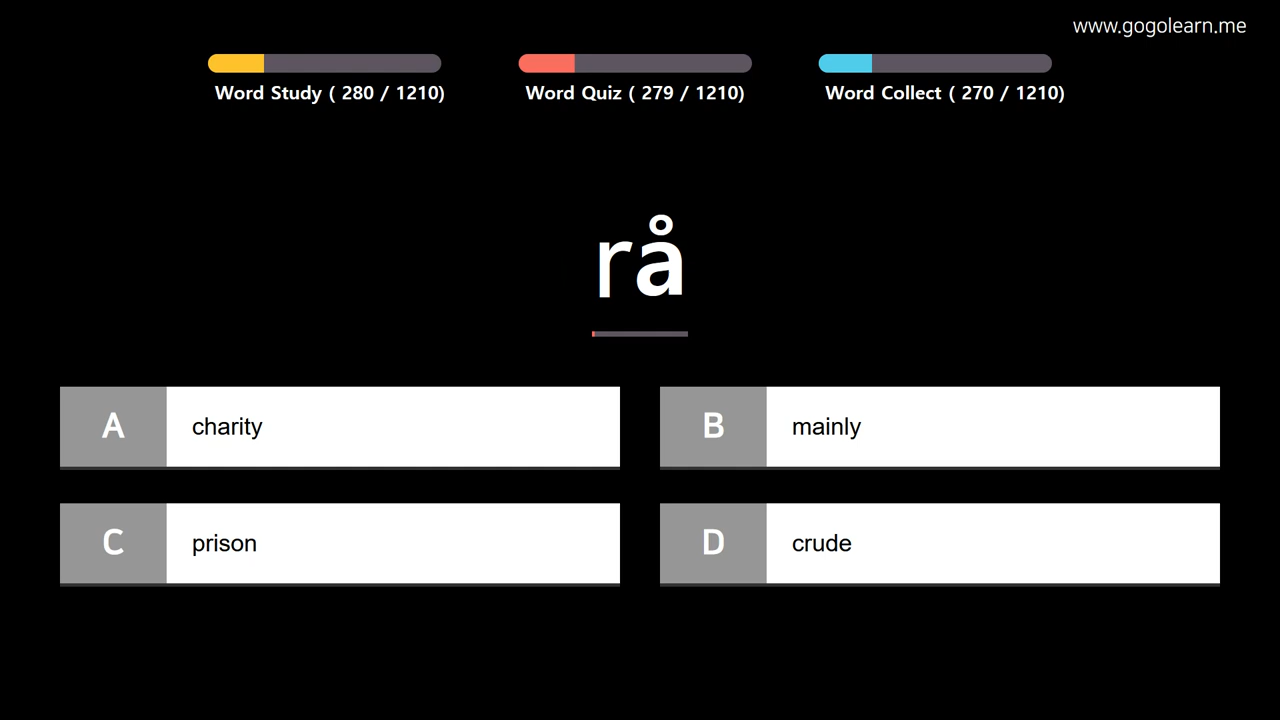 www.gogolearn.me
Word Study ( 280 / 1210)
Word Quiz ( 279 / 1210)
Word Collect ( 270 / 1210)
rå
A charity
B mainly
C prison
D crude